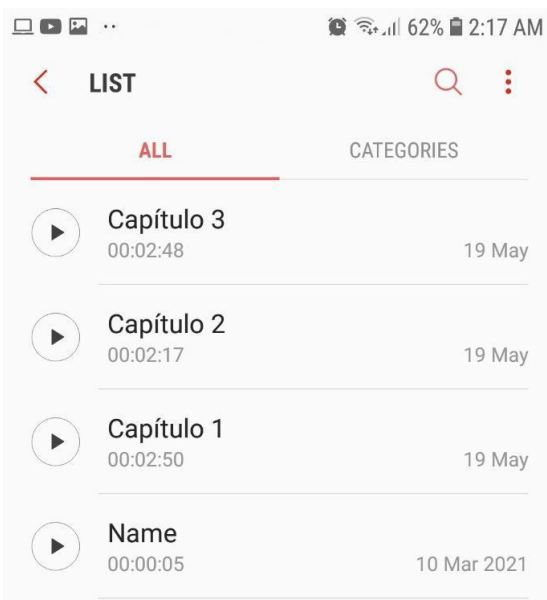 62% 2:17 AM
LIST
ALL CATEGORIES
Capítulo 3
00:02:48 19 May
Capítulo 2
00:02:17 19 May
Capítulo 1
00:02:50 19 May
Name
00:00:05 10 Mar 2021